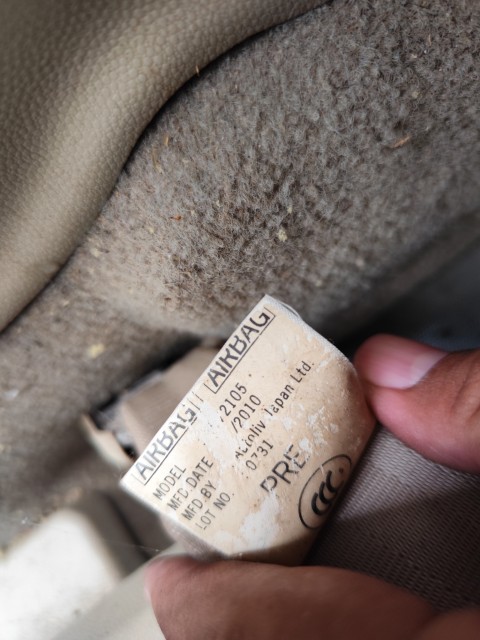 AIRBAG AIRBAG
MODEL 2105
MFD.DATE /2010
MFD BY Autoliv Japan Ltd.
LOT NO. 0731
PRE
CCC